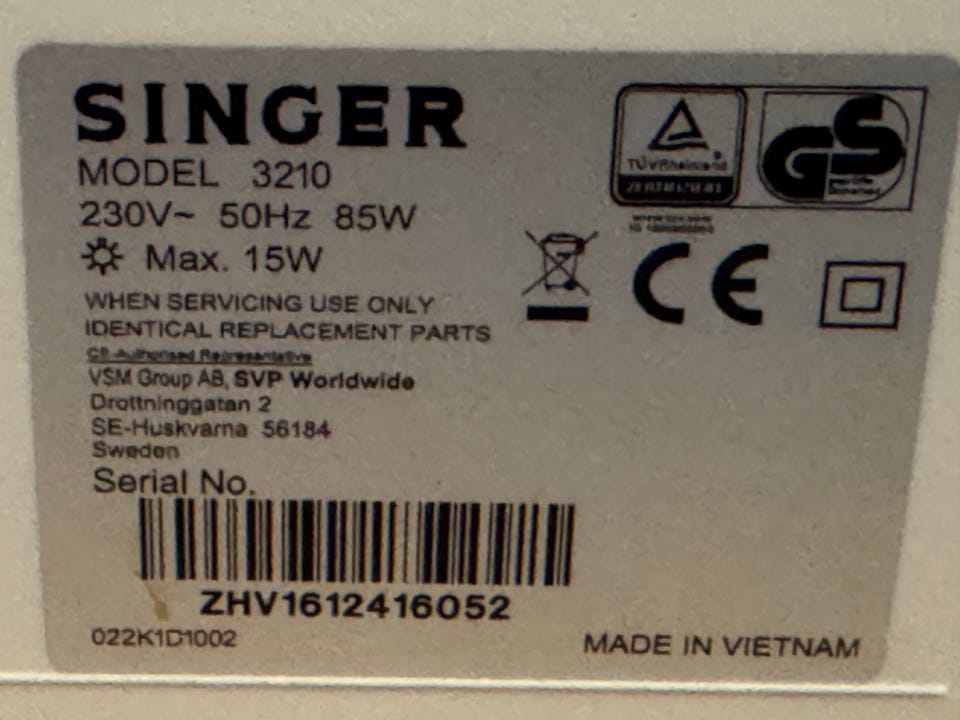 SINGER
MODEL 3210
230V~ 50Hz 85W
Max. 15W
WHEN SERVICING USE ONLY
IDENTICAL REPLACEMENT PARTS
CE-Authorised Representative
VSM Group AB, SVP Worldwide
Drottninggatan 2
SE-Huskvarna 56184
Sweden
Serial No.
ZHV1612416052
022K1D1002
TÜVRheinland
GS
CE
MADE IN VIETNAM